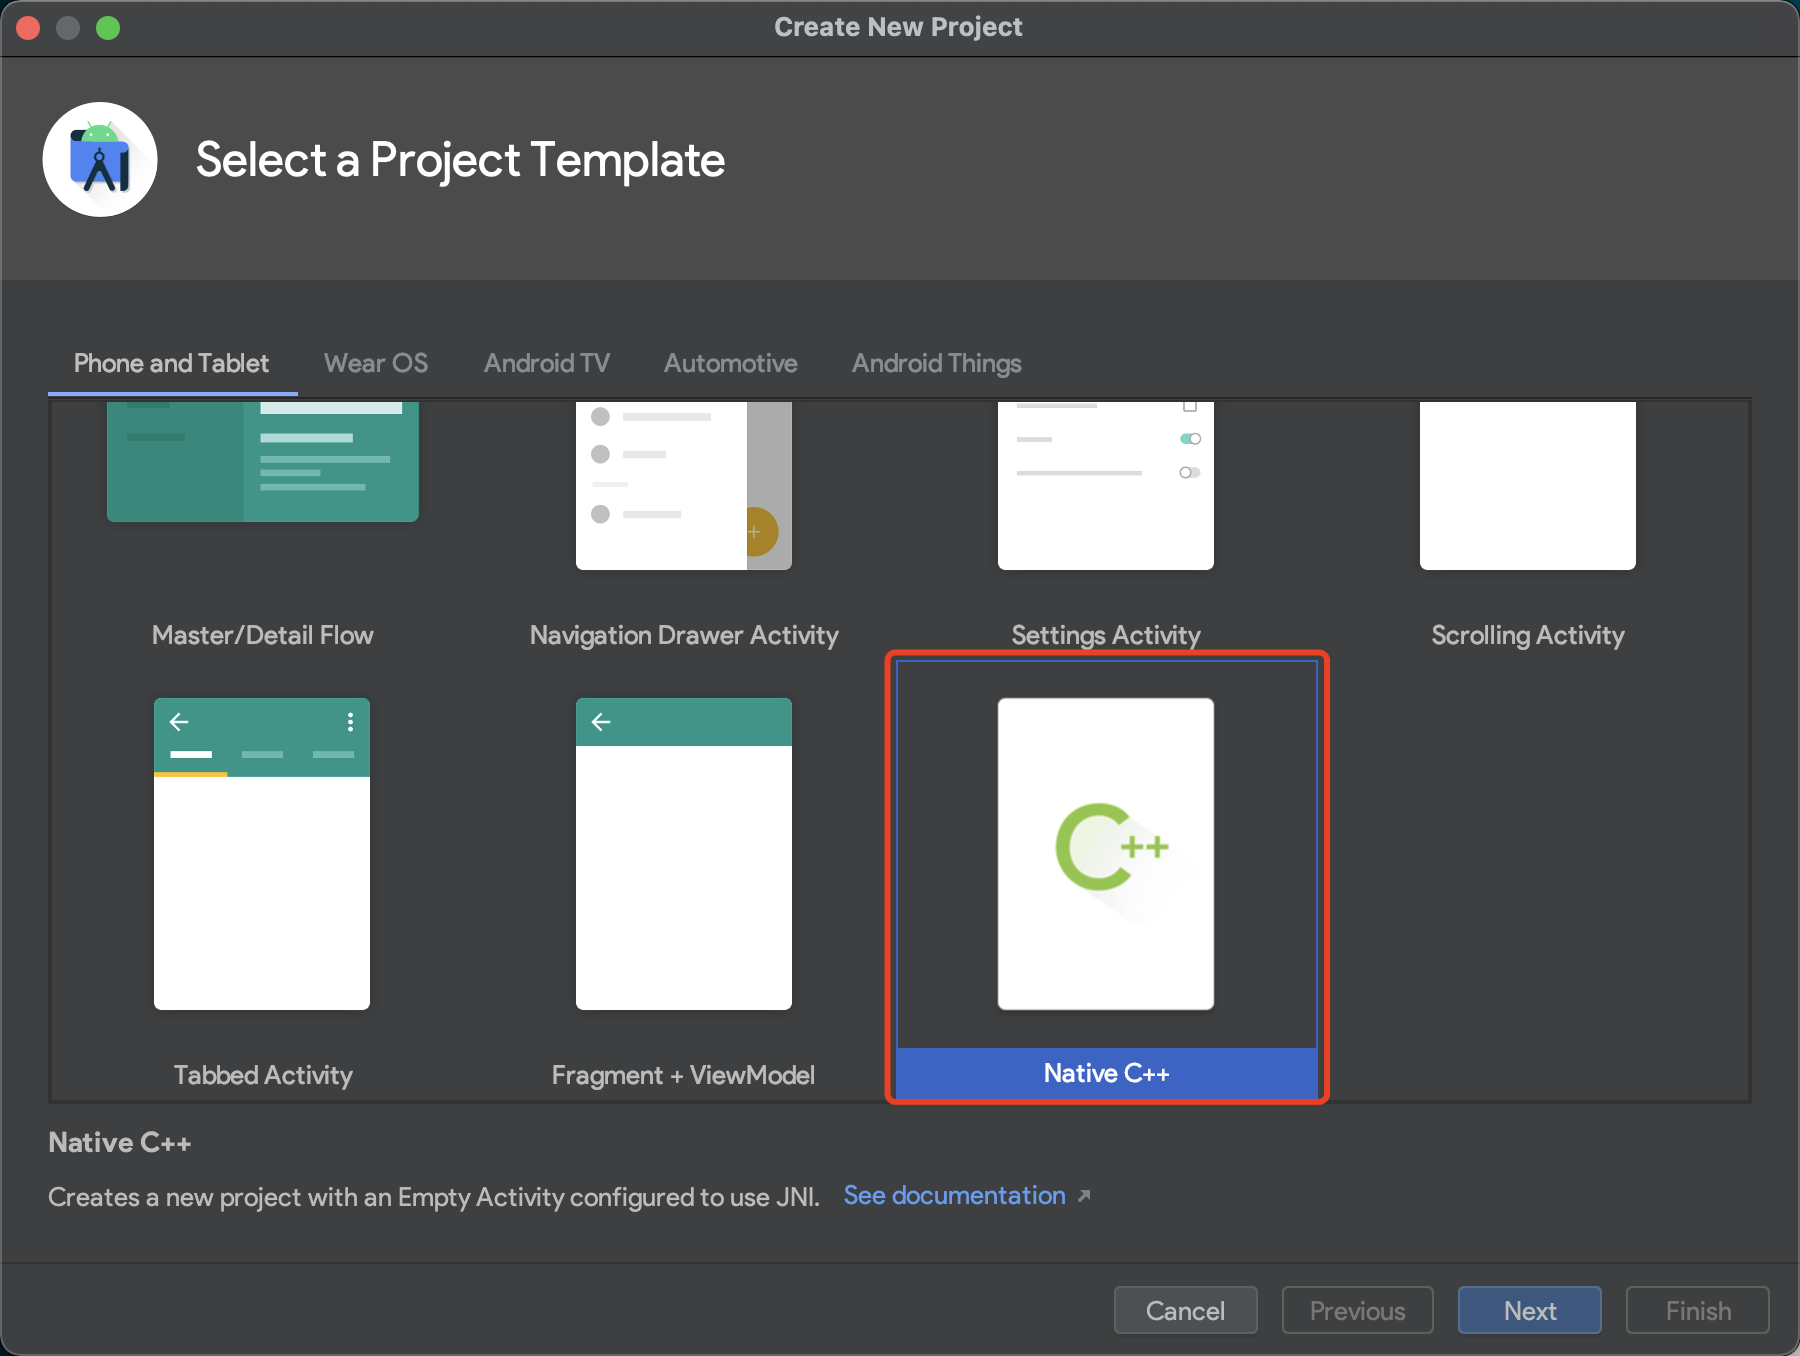 Create New Project
Select a Project Template
Phone and Tablet Wear OS Android TV Automotive Android Things
Master/Detail Flow Navigation Drawer Activity Settings Activity Scrolling Activity
C++
Tabbed Activity Fragment + ViewModel Native C++
Native C++
Creates a new project with an Empty Activity configured to use JNI. See documentation
Cancel Previous Next Finish